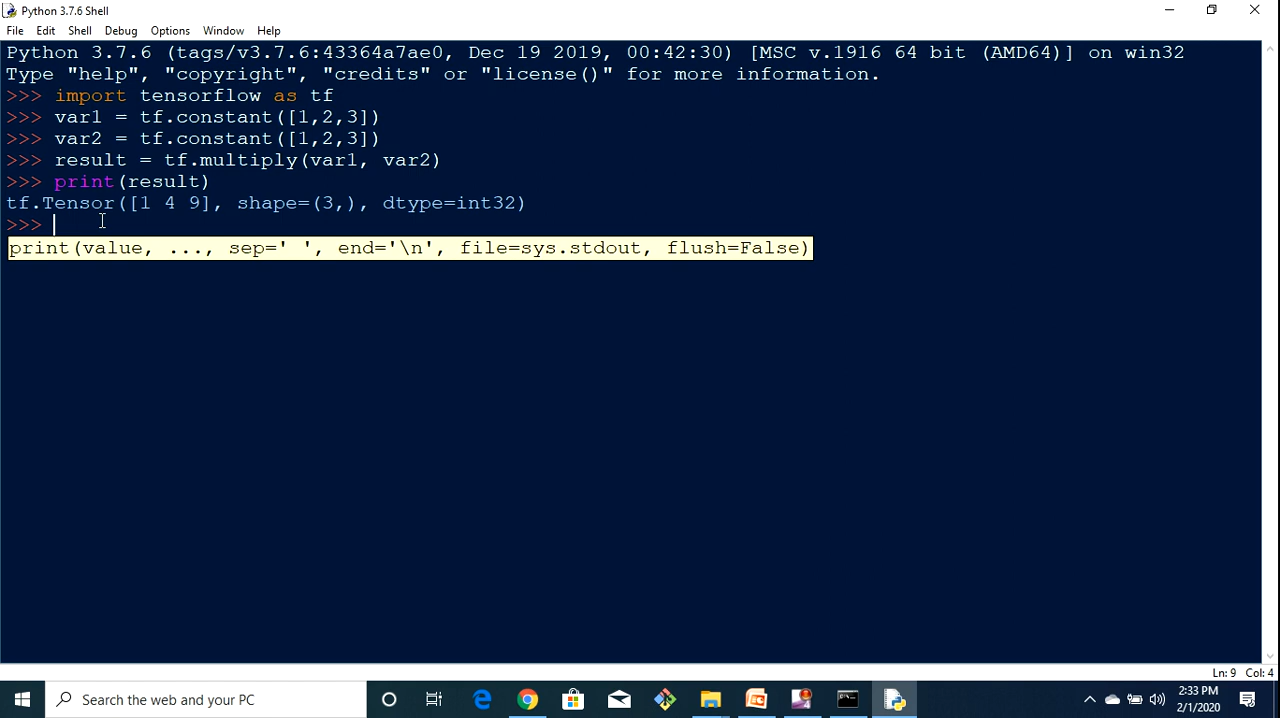 Python 3.7.6 Shell
File Edit Shell Debug Options Window Help
Python 3.7.6 (tags/v3.7.6:43364a7ae0, Dec 19 2019, 00:42:30) [MSC v.1916 64 bit (AMD64)] on win32
Type "help", "copyright", "credits" or "license()" for more information.
>>> import tensorflow as tf
>>> var1 = tf.constant([1,2,3])
>>> var2 = tf.constant([1,2,3])
>>> result = tf.multiply(var1, var2)
>>> print(result)
tf.Tensor([1 4 9], shape=(3,), dtype=int32)
>>>
print(value, ..., sep=' ', end='\n', file=sys.stdout, flush=False)
Ln: 9 Col: 4
Search the web and your PC
2:33 PM
2/1/2020